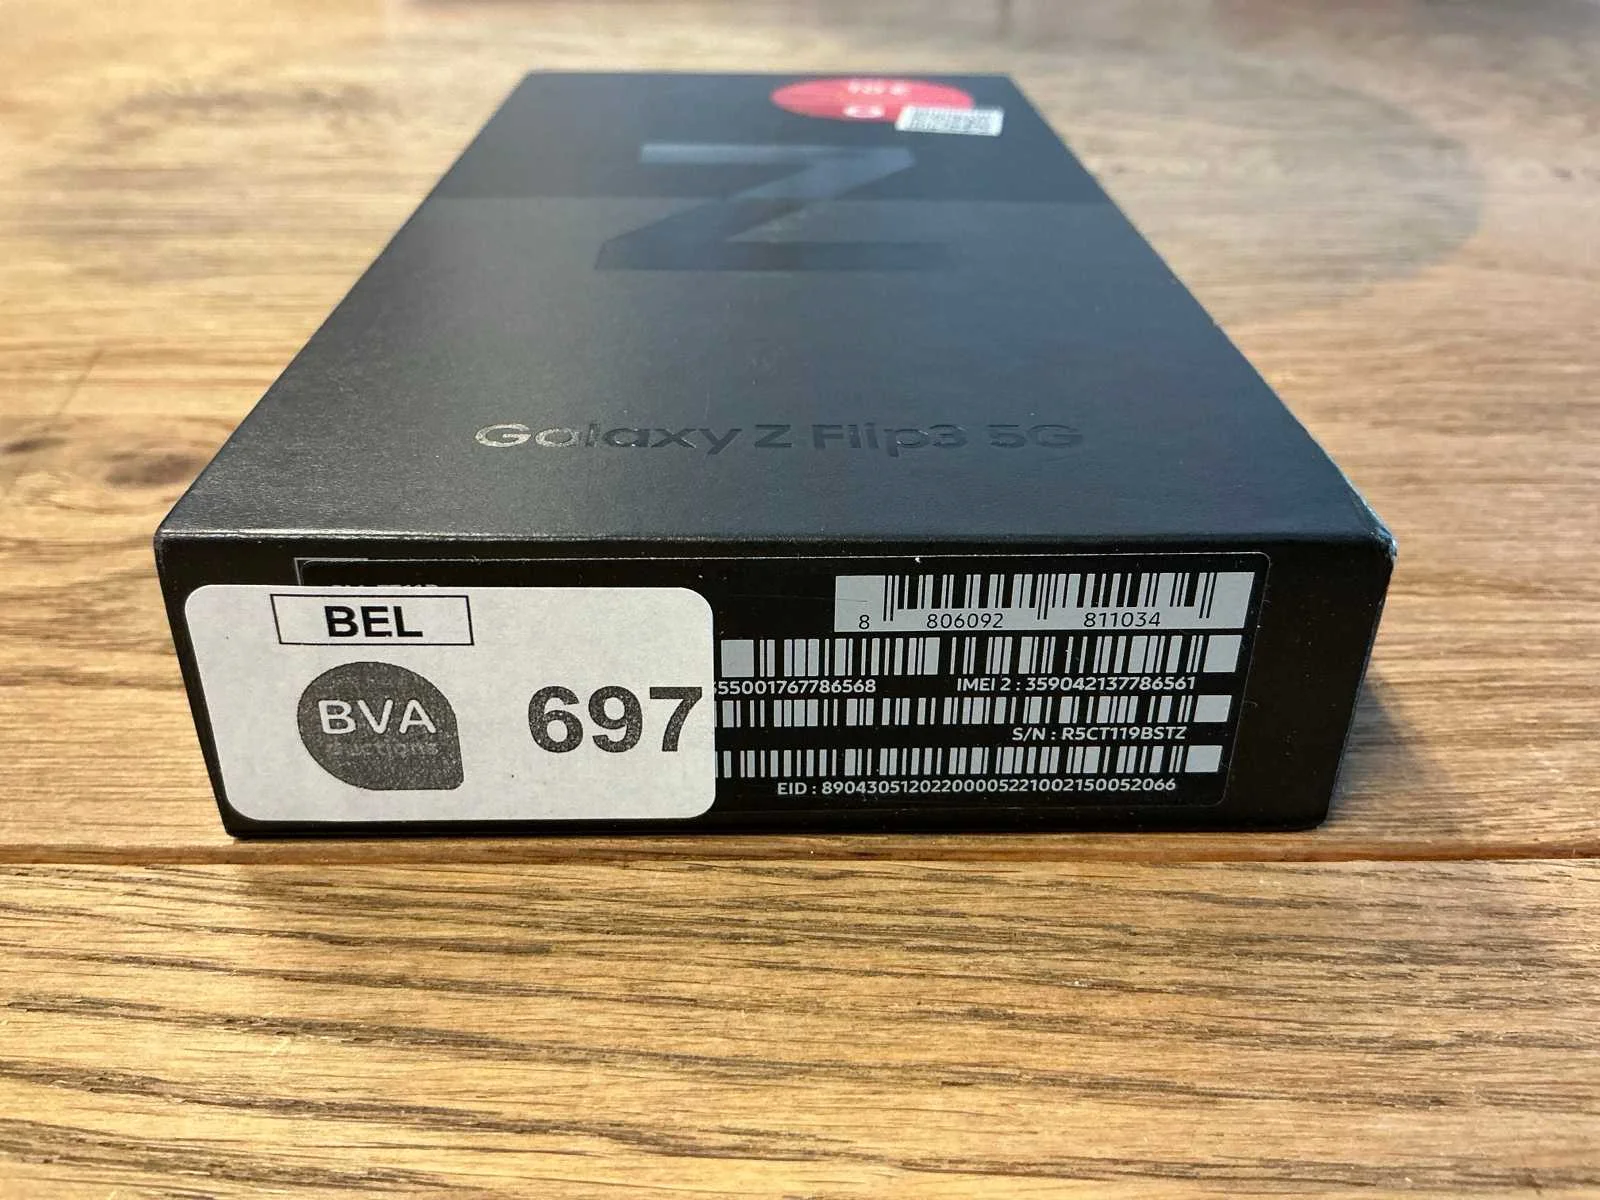 Z
Galaxy Z Flip3 5G
BEL
BVA
auctions
697
8 806092 811034
55001767786568 IMEI 2 : 359042137786561
S/N : R5CT119BSTZ
EID : 89043051202200005221002150052066